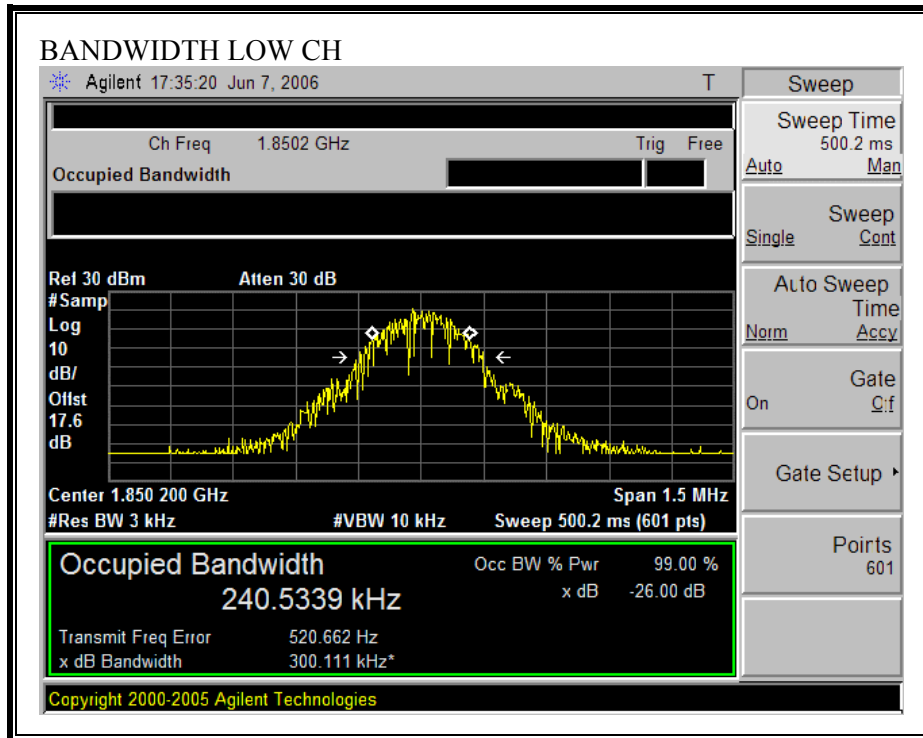 BANDWIDTH LOW CH
Agilent 17:35:20 Jun 7, 2006 T
Sweep
Ch Freq 1.8502 GHz Trig Free
Occupied Bandwidth
Sweep Time
500.2 ms
Auto Man
Sweep
Single Cont
Ref 30 dBm Atten 30 dB
#Samp
Log
10
dB/
Offst
17.6
dB
Auto Sweep
Time
Norm Accy
Gate
On Off
Gate Setup
Center 1.850 200 GHz Span 1.5 MHz
#Res BW 3 kHz #VBW 10 kHz Sweep 500.2 ms (601 pts)
Points
601
Occupied Bandwidth Occ BW % Pwr 99.00 %
240.5339 kHz x dB -26.00 dB
Transmit Freq Error 520.662 Hz
x dB Bandwidth 300.111 kHz*
Copyright 2000-2005 Agilent Technologies